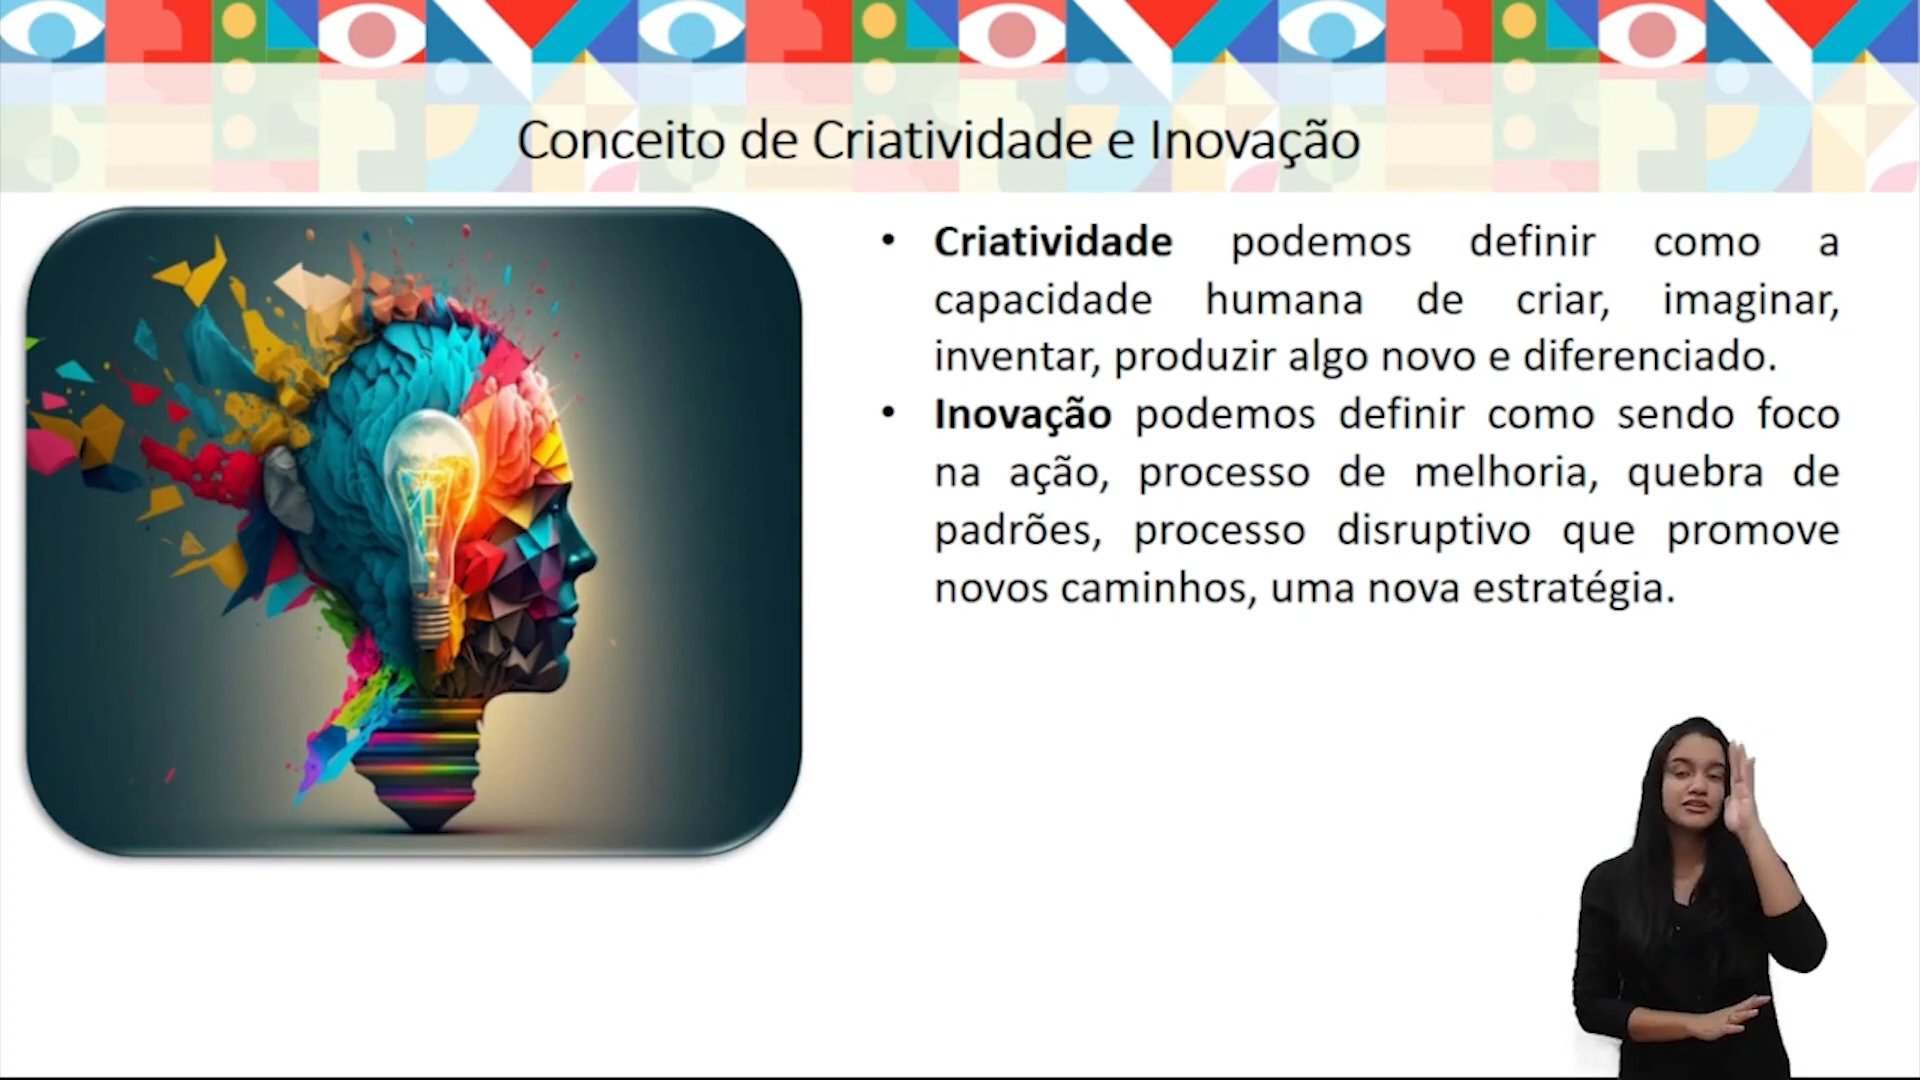 Conceito de Criatividade e Inovação
• Criatividade podemos definir como a
capacidade humana de criar, imaginar,
inventar, produzir algo novo e diferenciado.
• Inovação podemos definir como sendo foco
na ação, processo de melhoria, quebra de
padrões, processo disruptivo que promove
novos caminhos, uma nova estratégia.